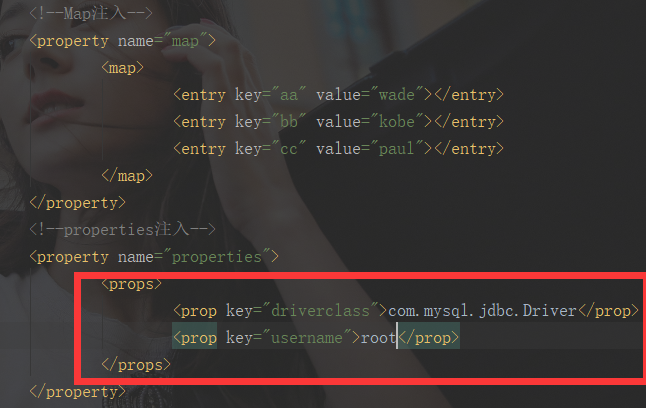 <!--Map注入-->
<property name="map">
<map>
<entry key="aa" value="wade"></entry>
<entry key="bb" value="kobe"></entry>
<entry key="cc" value="paul"></entry>
</map>
</property>
<!--properties注入-->
<property name="properties">
<props>
<prop key="driverclass">com.mysql.jdbc.Driver</prop>
<prop key="username">root</prop>
</props>
</property>